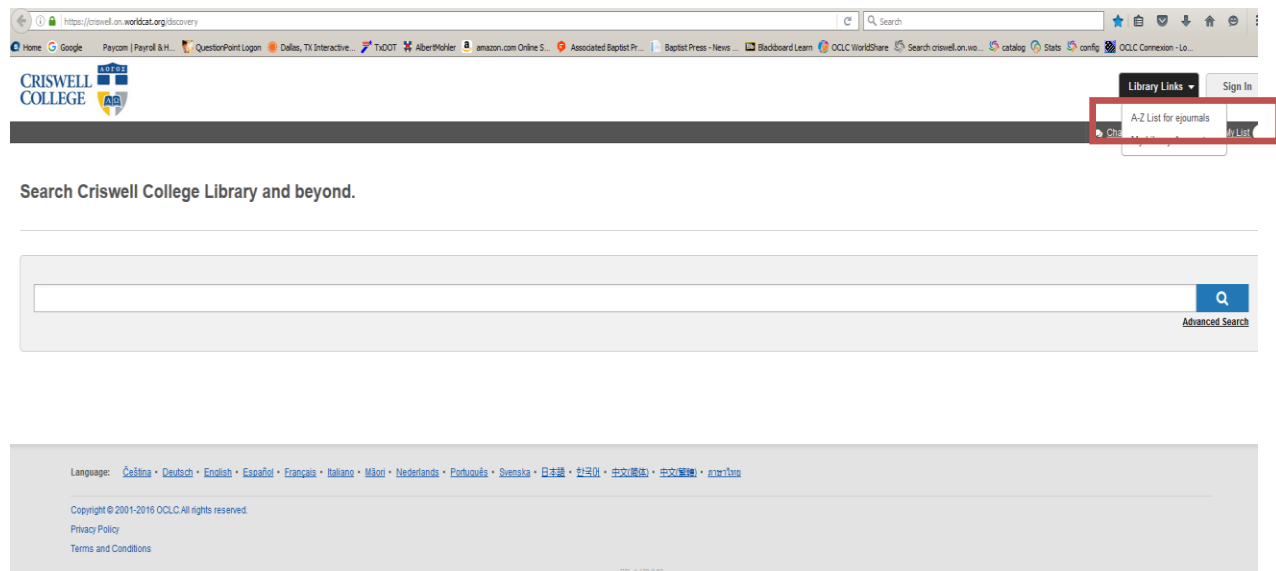 https://criswell.on.worldcat.org/discovery
Search
Home Google Paycom | Payroll & H... QuestionPoint Logon Dallas, TX Interactive... TxDOT AlbertMohler amazon.com Online S... Associated Baptist Pr... Baptist Press - News ... Blackboard Learn OCLC WorldShare Search criswell.on.wo... catalog Stats config OCLC Connexion - Lo...
CRISWELL
COLLEGE
ΛΟΓΟΣ
ΑΩ
Library Links Sign In
A-Z List for ejournals
My List
Search Criswell College Library and beyond.
Advanced Search
Language: Čeština • Deutsch • English • Español • Français • Italiano • Māori • Nederlands • Português • Svenska • 日本語 • 한국어 • 中文(简体) • 中文(繁體) • ภาษาไทย
Copyright © 2001-2016 OCLC.All rights reserved.
Privacy Policy
Terms and Conditions